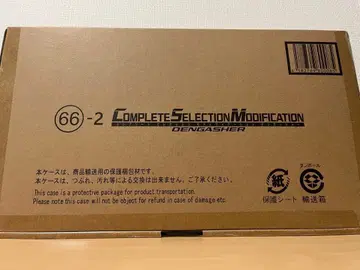 66-2 COMPLETE SELECTION MODIFICATION
DENGASHER
本ケースは、商品輸送用の保護梱包材です。
本ケースは、つぶれ、汚れ等による交換は出来ません。ご了承ください。
This case is a protective package for product transportation.
Please note this will not be object for refund in case of damage etc.
ダンボール
紙
保護シート 輸送箱